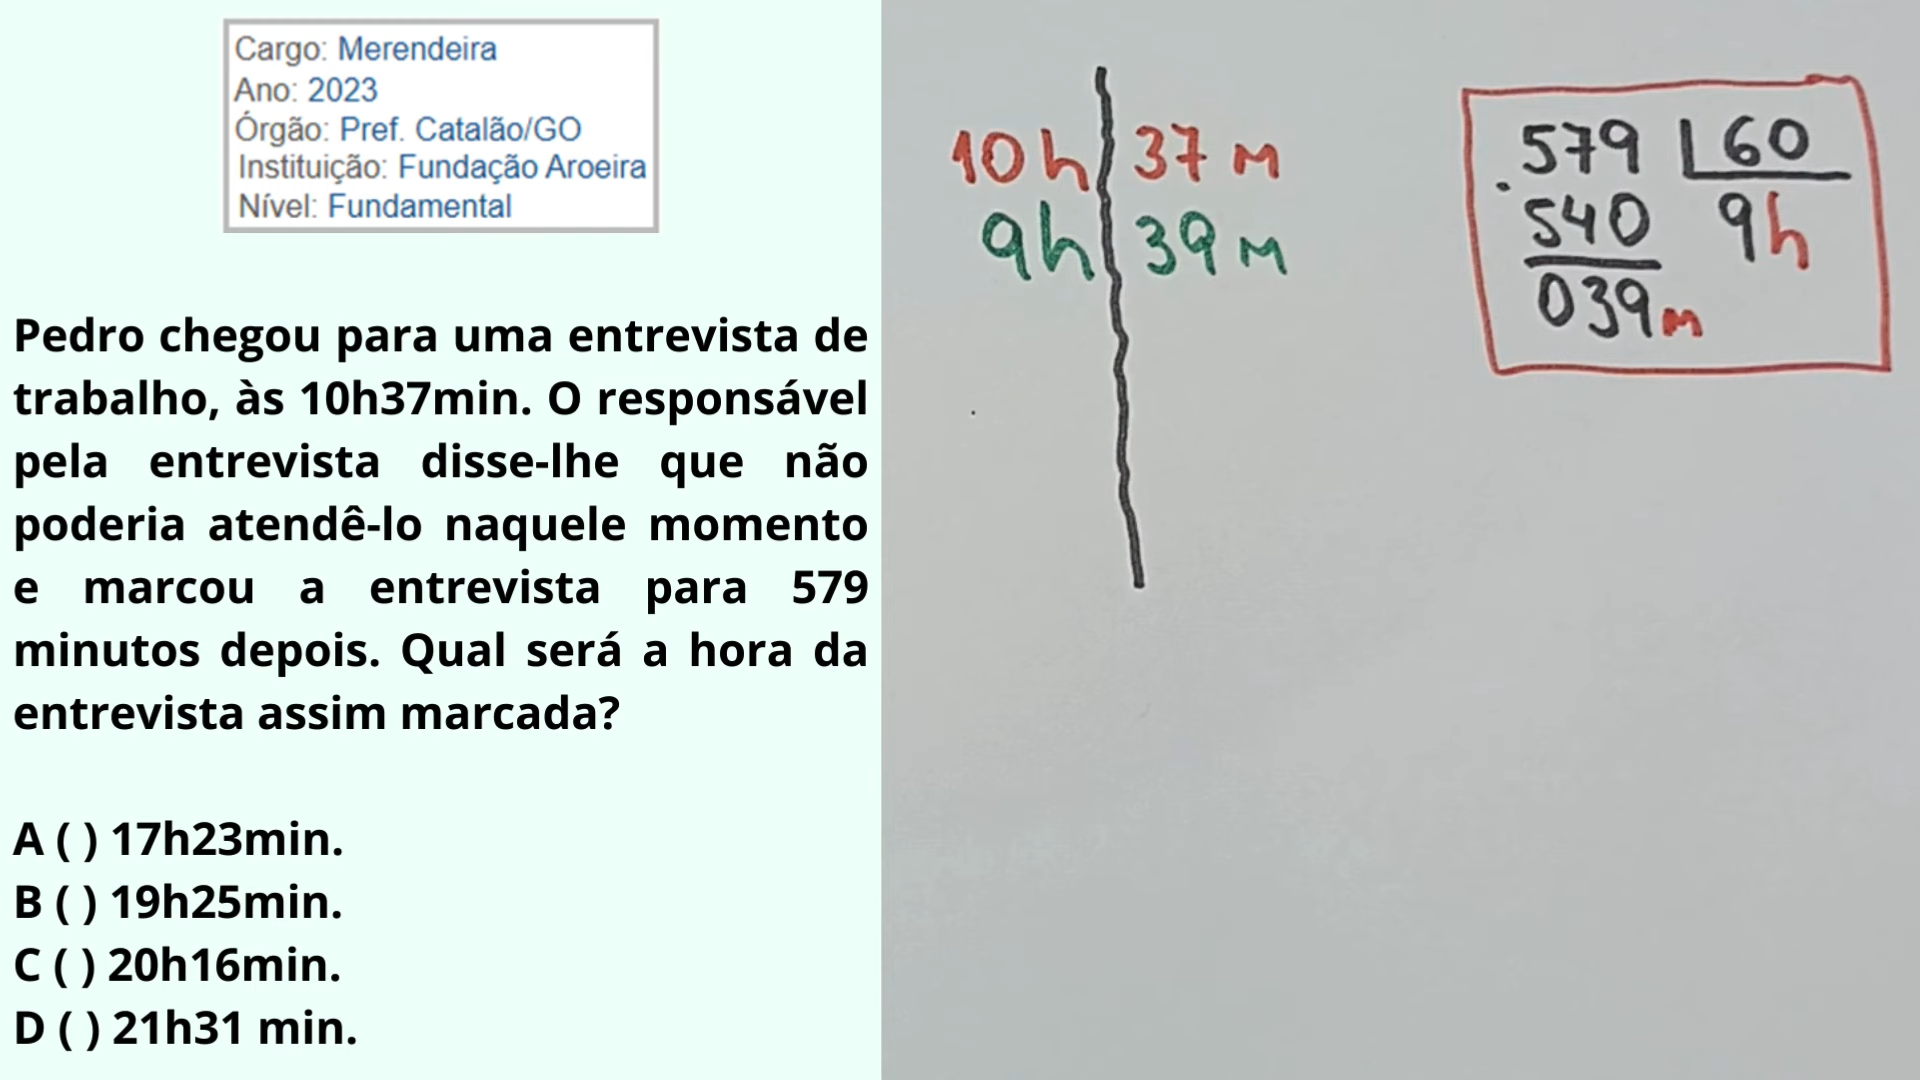 Cargo: Merendeira
Ano: 2023
Órgão: Pref. Catalão/GO
Instituição: Fundação Aroeira
Nível: Fundamental
Pedro chegou para uma entrevista de
trabalho, às 10h37min. O responsável
pela entrevista disse-lhe que não
poderia atendê-lo naquele momento
e marcou a entrevista para 579
minutos depois. Qual será a hora da
entrevista assim marcada?
A ( ) 17h23min.
B ( ) 19h25min.
C ( ) 20h16min.
D ( ) 21h31 min.
10h 37 m
9h 39 m
579 60
540 9h
039m